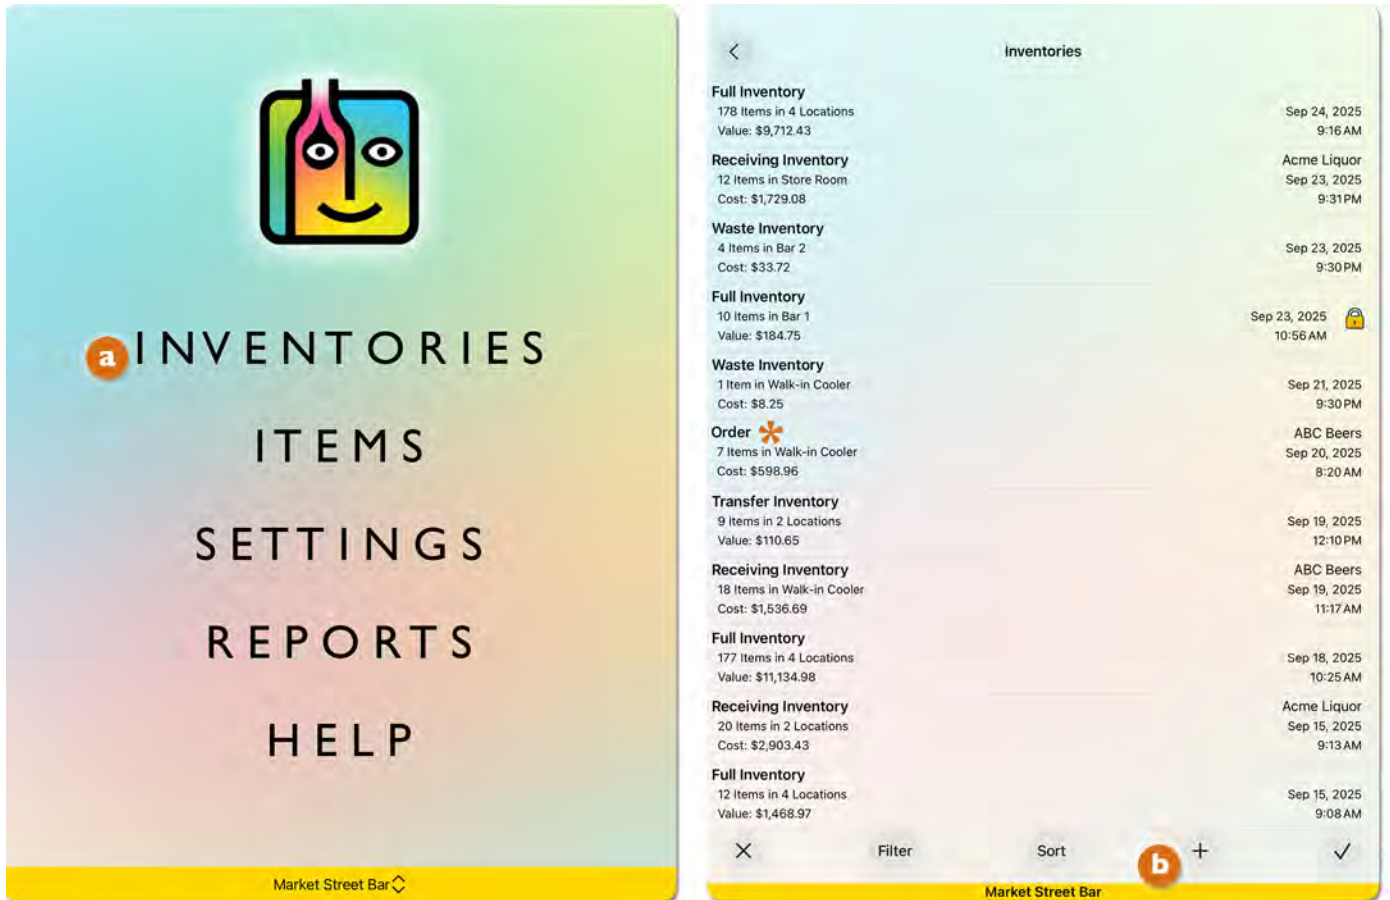 a INVENTORIES
ITEMS
SETTINGS
REPORTS
HELP
Market Street Bar
Inventories
Full Inventory
178 Items in 4 Locations Sep 24, 2025
Value: $9,712.43 9:16 AM
Receiving Inventory Acme Liquor
12 Items in Store Room Sep 23, 2025
Cost: $1,729.08 9:31 PM
Waste Inventory
4 Items in Bar 2 Sep 23, 2025
Cost: $33.72 9:30 PM
Full Inventory
10 Items in Bar 1 Sep 23, 2025
Value: $184.75 10:56 AM
Waste Inventory
1 Item in Walk-in Cooler Sep 21, 2025
Cost: $8.25 9:30 PM
Order * ABC Beers
7 Items in Walk-in Cooler Sep 20, 2025
Cost: $598.96 8:20 AM
Transfer Inventory
9 Items in 2 Locations Sep 19, 2025
Value: $110.65 12:10 PM
Receiving Inventory ABC Beers
18 Items in Walk-in Cooler Sep 19, 2025
Cost: $1,536.69 11:17 AM
Full Inventory
177 Items in 4 Locations Sep 18, 2025
Value: $11,134.98 10:25 AM
Receiving Inventory Acme Liquor
20 Items in 2 Locations Sep 15, 2025
Cost: $2,903.43 9:13 AM
Full Inventory
12 Items in 4 Locations Sep 15, 2025
Value: $1,468.97 9:08 AM
Filter Sort b +
Market Street Bar